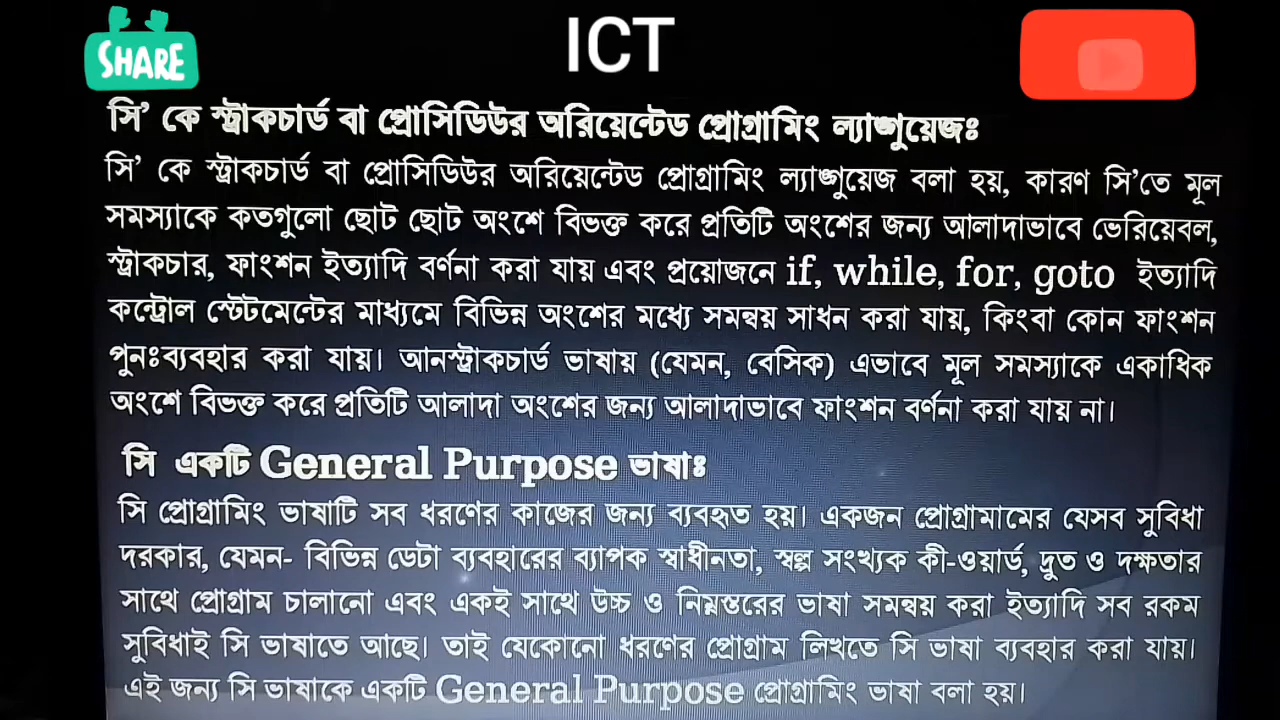 SHARE
ICT
সি’ কে স্ট্রাকচার্ড বা প্রোসিডিউর অরিয়েন্টেড প্রোগ্রামিং ল্যাঙ্গুয়েজঃ
সি’ কে স্ট্রাকচার্ড বা প্রোসিডিউর অরিয়েন্টেড প্রোগ্রামিং ল্যাঙ্গুয়েজ বলা হয়, কারণ সি’তে মূল
সমস্যাকে কতগুলো ছোট ছোট অংশে বিভক্ত করে প্রতিটি অংশের জন্য আলাদাভাবে ভেরিয়েবল,
স্ট্রাকচার, ফাংশন ইত্যাদি বর্ণনা করা যায় এবং প্রয়োজনে if, while, for, goto ইত্যাদি
কন্ট্রোল স্টেটমেন্টের মাধ্যমে বিভিন্ন অংশের মধ্যে সমন্বয় সাধন করা যায়, কিংবা কোন ফাংশন
পুনঃব্যবহার করা যায়। আনস্ট্রাকচার্ড ভাষায় (যেমন, বেসিক) এভাবে মূল সমস্যাকে একাধিক
অংশে বিভক্ত করে প্রতিটি আলাদা অংশের জন্য আলাদাভাবে ফাংশন বর্ণনা করা যায় না।
সি একটি General Purpose ভাষাঃ
সি প্রোগ্রামিং ভাষাটি সব ধরণের কাজের জন্য ব্যবহৃত হয়। একজন প্রোগ্রামামের যেসব সুবিধা
দরকার, যেমন- বিভিন্ন ডেটা ব্যবহারের ব্যাপক স্বাধীনতা, স্বল্প সংখ্যক কী-ওয়ার্ড, দ্রুত ও দক্ষতার
সাথে প্রোগ্রাম চালানো এবং একই সাথে উচ্চ ও নিম্নস্তরের ভাষা সমন্বয় করা ইত্যাদি সব রকম
সুবিধাই সি ভাষাতে আছে। তাই যেকোনো ধরণের প্রোগ্রাম লিখতে সি ভাষা ব্যবহার করা যায়।
এই জন্য সি ভাষাকে একটি General Purpose প্রোগ্রামিং ভাষা বলা হয়।